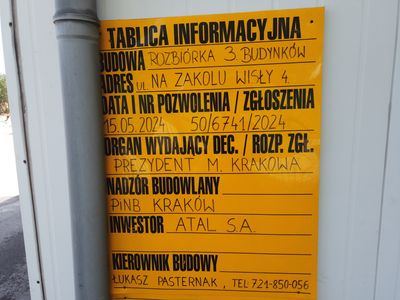 TABLICA INFORMACYJNA
BUDOWA ROZBIÓRKA 3 BUDYNKÓW
ADRES ul. NA ZAKOLU WISŁY 4
DATA I NR POZWOLENIA / ZGŁOSZENIA
15.05.2024 50/6741/2024
ORGAN WYDAJĄCY DEC. / ROZP. ZGŁ.
PREZYDENT M. KRAKOWA
NADZÓR BUDOWLANY
PINB KRAKÓW
INWESTOR ATAL S.A.
KIEROWNIK BUDOWY
ŁUKASZ PASTERNAK, TEL: 721-850-056